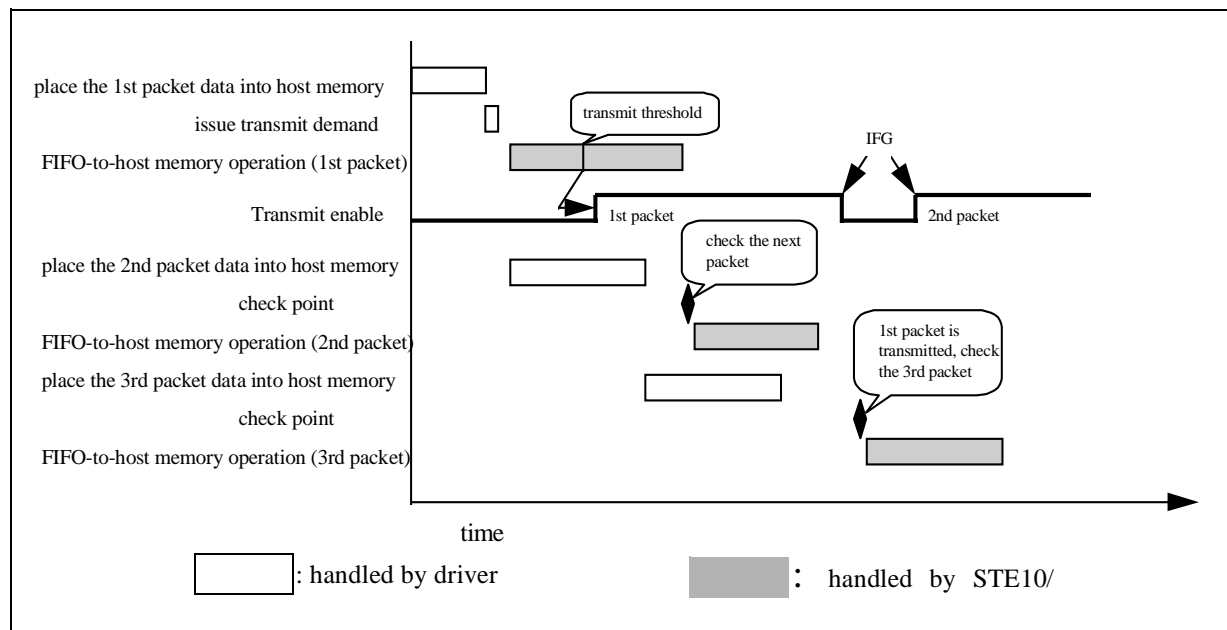 place the 1st packet data into host memory
issue transmit demand
transmit threshold
FIFO-to-host memory operation (1st packet)
IFG
Transmit enable
1st packet
2nd packet
check the next
packet
place the 2nd packet data into host memory
check point
FIFO-to-host memory operation (2nd packet)
1st packet is
transmitted, check
the 3rd packet
place the 3rd packet data into host memory
check point
FIFO-to-host memory operation (3rd packet)
time
: handled by driver
: handled by STE10/